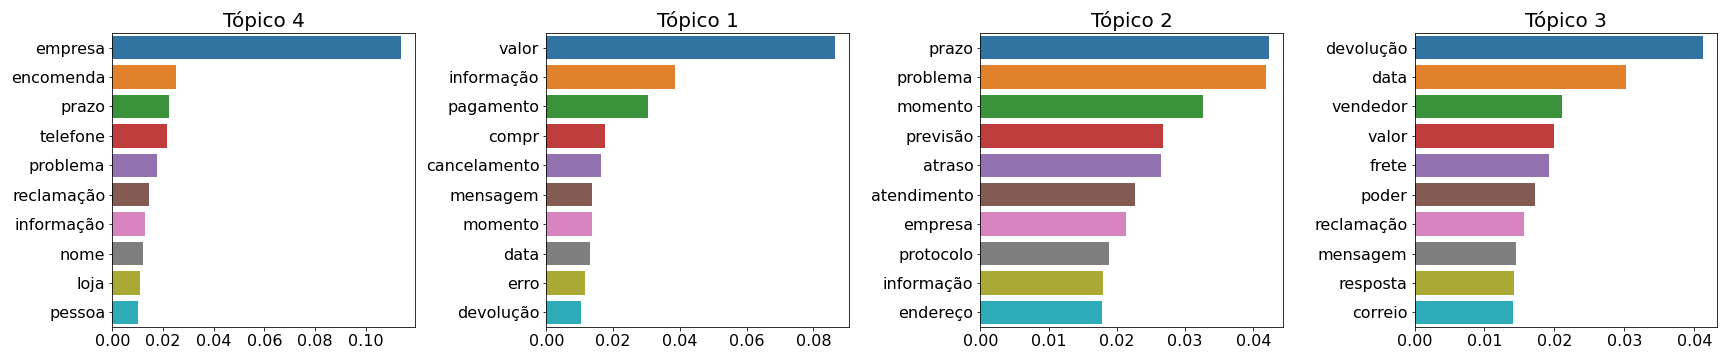 Tópico 4
empresa
encomenda
prazo
telefone
problema
reclamação
informação
nome
loja
pessoa
0.00 0.02 0.04 0.06 0.08 0.10
Tópico 1
valor
informação
pagamento
compr
cancelamento
mensagem
momento
data
erro
devolução
0.00 0.02 0.04 0.06 0.08
Tópico 2
prazo
problema
momento
previsão
atraso
atendimento
empresa
protocolo
informação
endereço
0.00 0.01 0.02 0.03 0.04
Tópico 3
devolução
data
vendedor
valor
frete
poder
reclamação
mensagem
resposta
correio
0.00 0.01 0.02 0.03 0.04